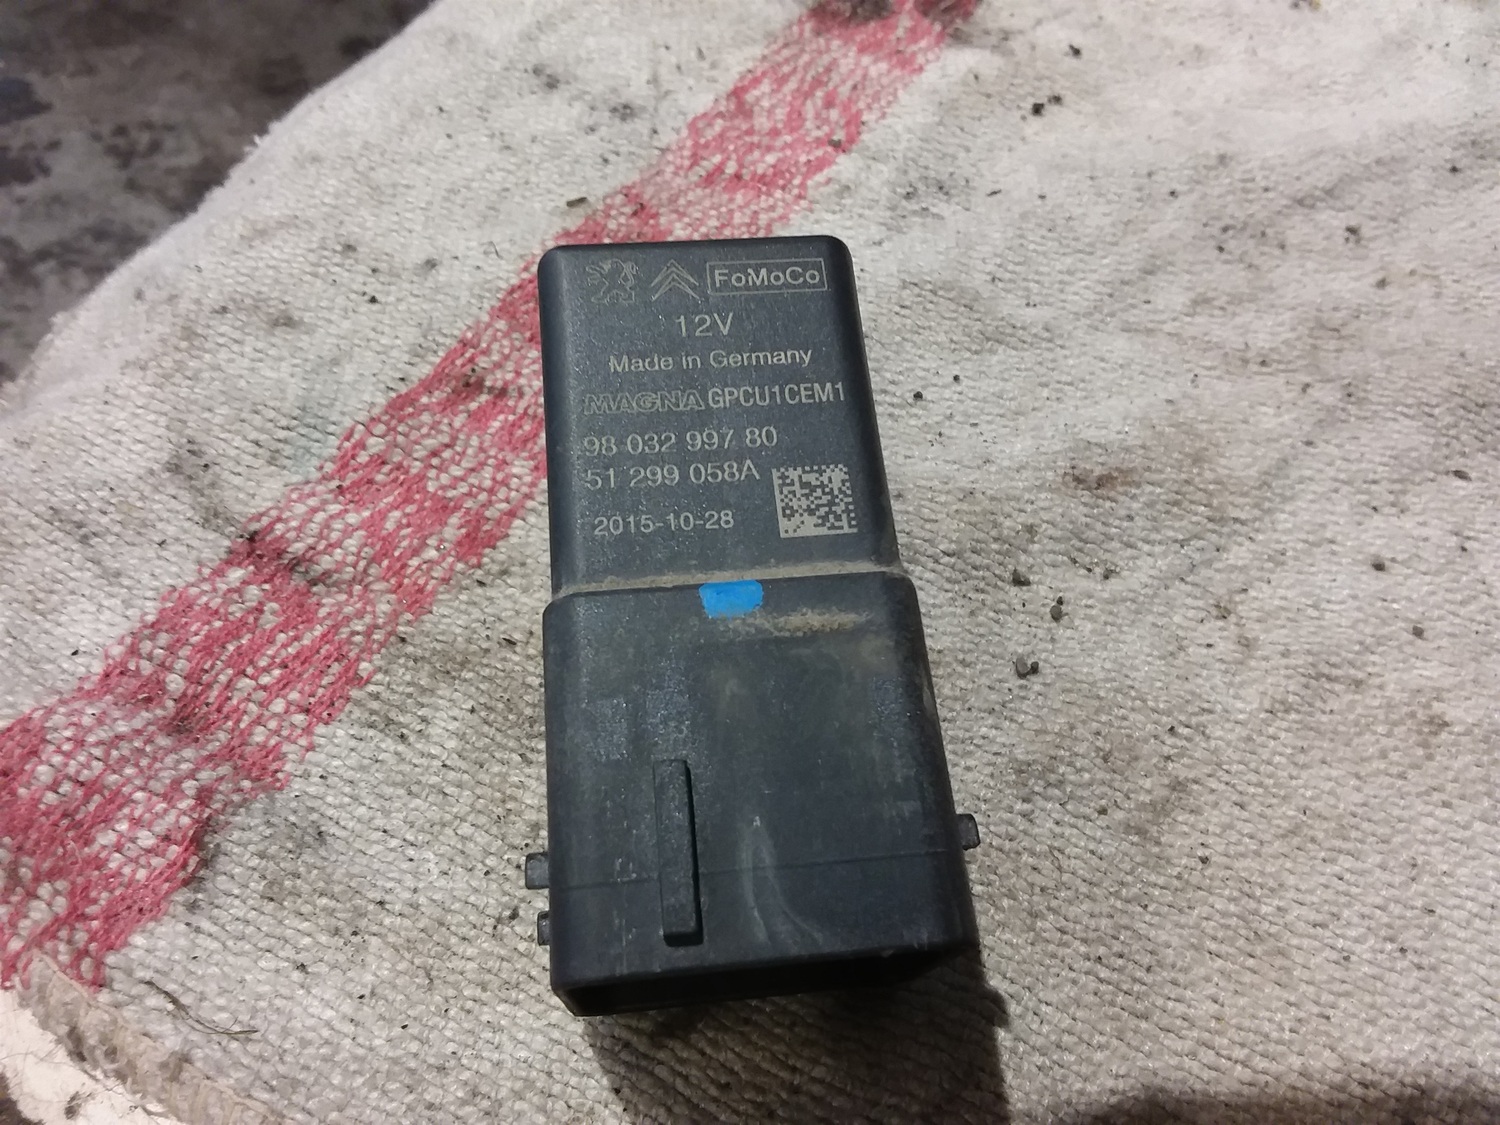 FoMoCo
12V
Made in Germany
MAGNA GPCU1CEM1
98 032 997 80
51 299 058A
2015-10-28